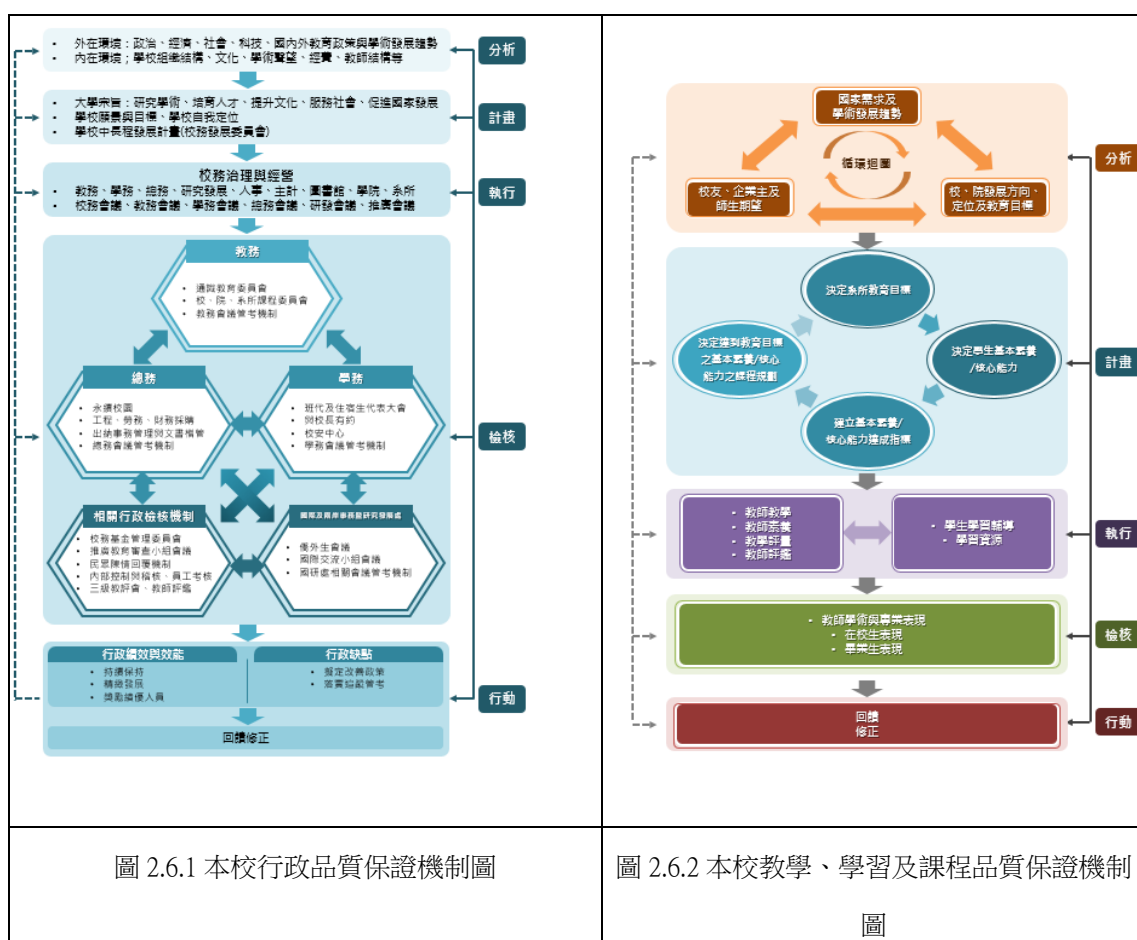 • 外在環境：政治、經濟、社會、科技、國內外教育政策與學術發展趨勢
• 內在環境；學校組織結構、文化、學術聲望、經費、教師結構等
分析
• 大學宗旨：研究學術、培育人才、提升文化、服務社會、促進國家發展
• 學校願景與目標、學校自我定位
• 學校中長程發展計畫(校務發展委員會)
計畫
校務治理與經營
• 教務、學務、總務、研究發展、人事、主計、圖書館、學院、系所
• 校務會議、教務會議、學務會議、總務會議、研發會議、推廣會議
執行
教務
• 通識教育委員會
• 校、院、系所課程委員會
• 教務會議管考機制
總務
• 永續校園
• 工程、勞務、財務採購
• 出納事務管理與文書檔管
• 總務會議管考機制
學務
• 班代及住宿生代表大會
• 與校長有約
• 校安中心
• 學務會議管考機制
檢核
相關行政檢核機制
• 校務基金管理委員會
• 推廣教育審查小組會議
• 民眾陳情回覆機制
• 內部控制與稽核、員工考核
• 三級教評會、教師評鑑
國際及兩岸事務暨研究發展處
• 僑外生會議
• 國際交流小組會議
• 國研處相關會議管考機制
行政績效與效能
• 持續保持
• 精緻發展
• 獎勵績優人員
行政缺點
• 擬定改善政策
• 落實追蹤管考
行動
回饋修正
圖 2.6.1 本校行政品質保證機制圖
國家需求及
學術發展趨勢
循環迴圈
校友、企業主及
師生期望
校、院發展方向、
定位及教育目標
分析
決定系所教育目標
決定達到教育目標
之基本素養/核心
能力之課程規劃
決定學生基本素養
/核心能力
建立基本素養/
核心能力達成指標
計畫
• 教師教學
• 教師素養
• 教學評量
• 教師評鑑
• 學生學習輔導
• 學習資源
執行
• 教師學術與專業表現
• 在校生表現
• 畢業生表現
檢核
回饋
修正
行動
圖 2.6.2 本校教學、學習及課程品質保證機制
圖